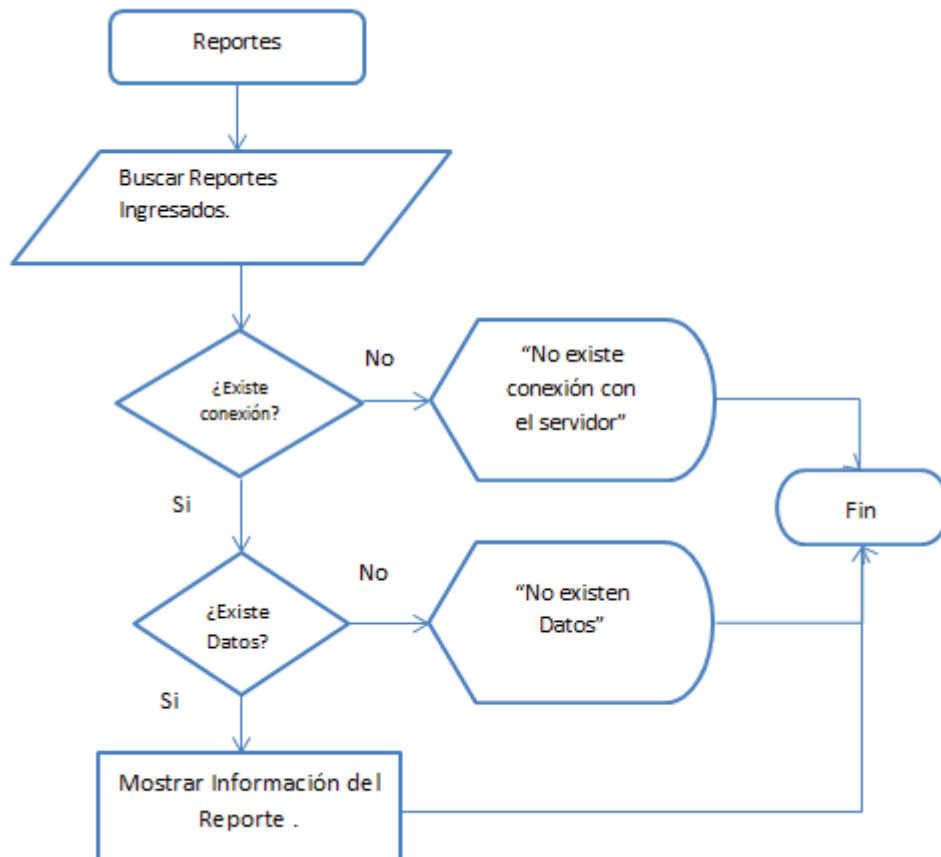 Reportes
Buscar Reportes
Ingresados.
¿Existe
conexión?
No
“No existe
conexión con
el servidor”
Si
Fin
¿Existe
Datos?
No
“No existen
Datos”
Si
Mostrar Información del
Reporte .